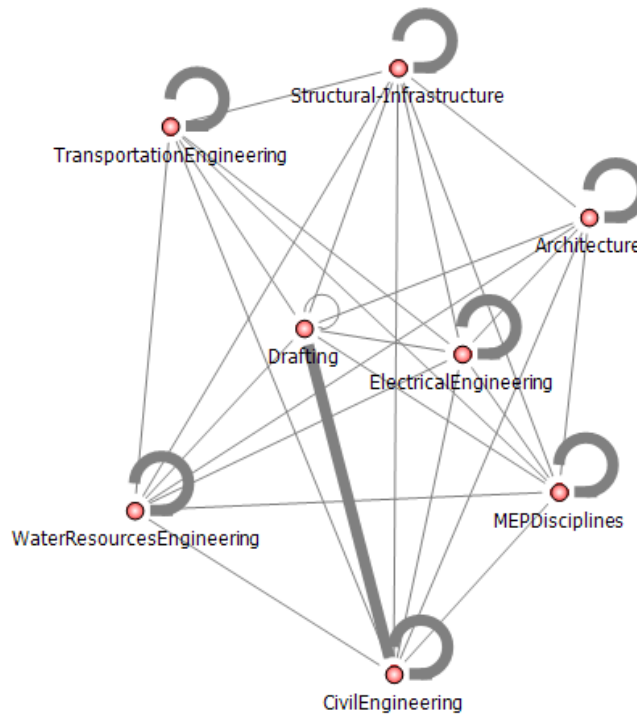 Structural-Infrastructure
TransportationEngineering
Architecture
Drafting
ElectricalEngineering
MEPDisciplines
WaterResourcesEngineering
CivilEngineering